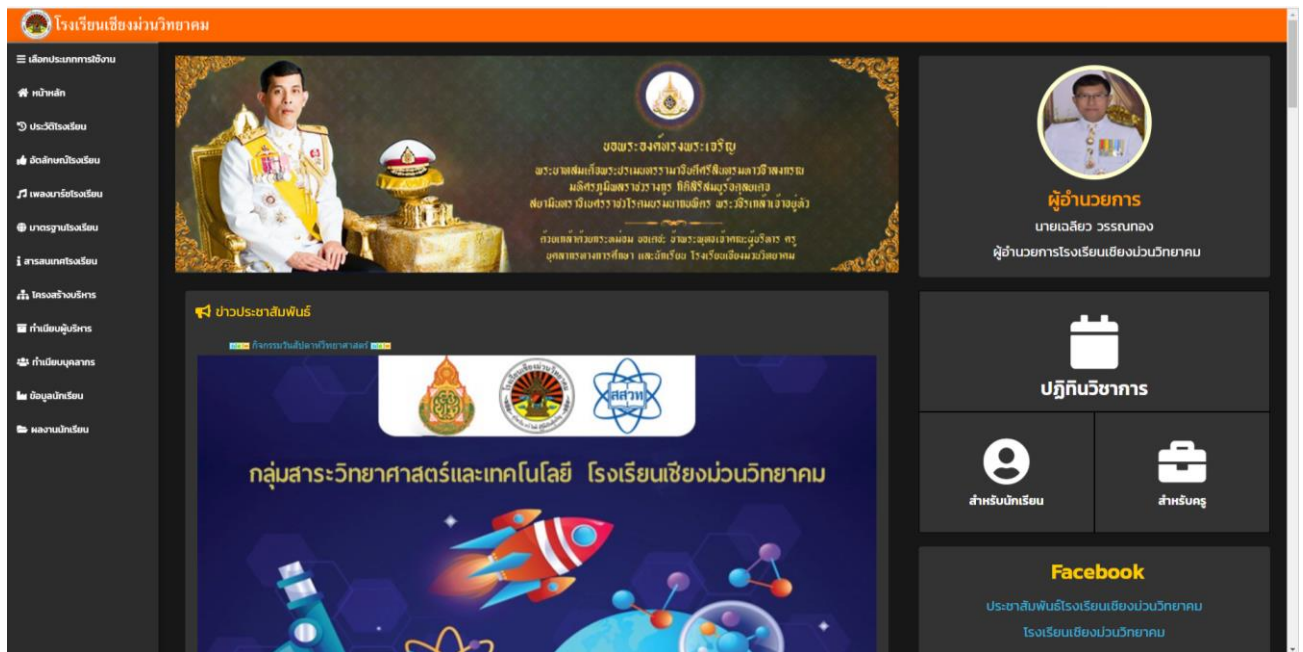 โรงเรียนเชียงม่วนวิทยาคม
เลือกประเภทการใช้งาน
หน้าหลัก
ประวัติโรงเรียน
อัตลักษณ์โรงเรียน
เพลงมาร์ชโรงเรียน
มาตรฐานโรงเรียน
สารสนเทศโรงเรียน
โครงสร้างบริหาร
ทำเนียบผู้บริหาร
ทำเนียบบุคลากร
ข้อมูลนักเรียน
ผลงานนักเรียน
ขอพระองค์ทรงพระเจริญ
ข่าวประชาสัมพันธ์
กิจกรรมวันสัปดาห์วิทยาศาสตร์
สสวท
กลุ่มสาระวิทยาศาสตร์และเทคโนโลยี โรงเรียนเชียงม่วนวิทยาคม
ผู้อำนวยการ
นายเฉลียว วรรณทอง
ผู้อำนวยการโรงเรียนเชียงม่วนวิทยาคม
ปฏิทินวิชาการ
สำหรับนักเรียน
สำหรับครู
Facebook
ประชาสัมพันธ์โรงเรียนเชียงม่วนวิทยาคม
โรงเรียนเชียงม่วนวิทยาคม